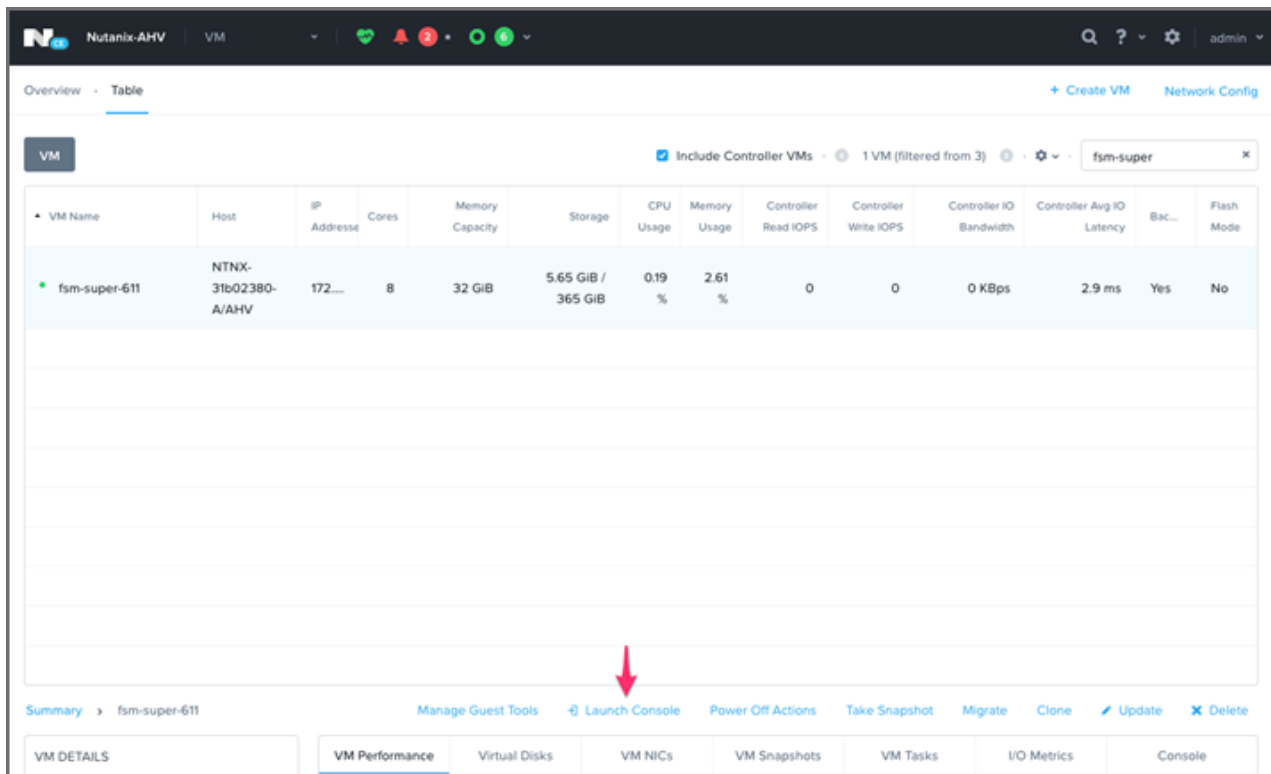 N CE Nutanix-AHV VM 2 6 ? admin
Overview · Table + Create VM Network Config
VM Include Controller VMs · 1 VM (filtered from 3) · · fsm-super ×
VM Name Host IP Addresse Cores Memory Capacity Storage CPU Usage Memory Usage Controller Read IOPS Controller Write IOPS Controller IO Bandwidth Controller Avg IO Latency Bac... Flash Mode
fsm-super-611 NTNX-31b02380-A/AHV 172.... 8 32 GiB 5.65 GiB / 365 GiB 0.19 % 2.61 % 0 0 0 KBps 2.9 ms Yes No
Summary > fsm-super-611 Manage Guest Tools Launch Console Power Off Actions Take Snapshot Migrate Clone Update × Delete
VM DETAILS VM Performance Virtual Disks VM NICs VM Snapshots VM Tasks I/O Metrics Console